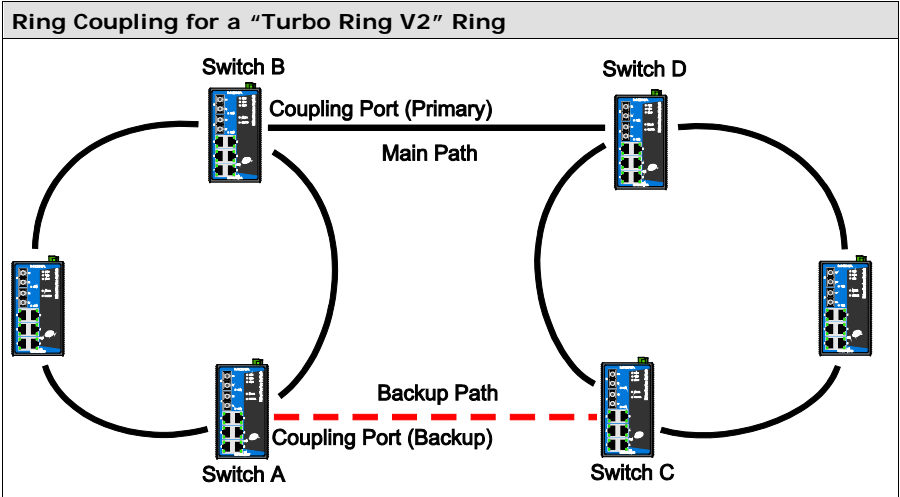 Ring Coupling for a “Turbo Ring V2” Ring
Switch B
Switch D
Coupling Port (Primary)
Main Path
Backup Path
Coupling Port (Backup)
Switch A
Switch C